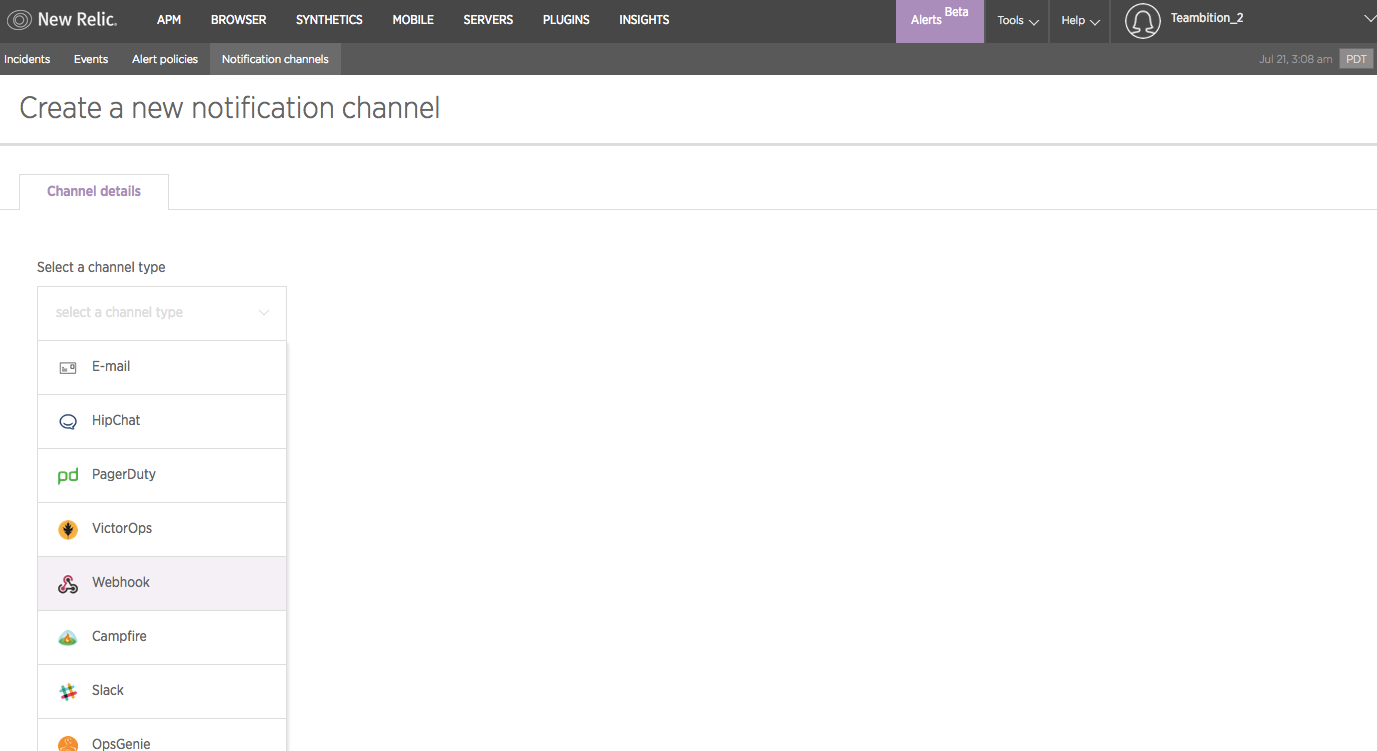 New Relic. APM BROWSER SYNTHETICS MOBILE SERVERS PLUGINS INSIGHTS Alerts Beta Tools Help Teambition_2
Incidents Events Alert policies Notification channels Jul 21, 3:08 am PDT
Create a new notification channel
Channel details
Select a channel type
select a channel type
E-mail
HipChat
pd PagerDuty
VictorOps
Webhook
Campfire
Slack
OpsGenie